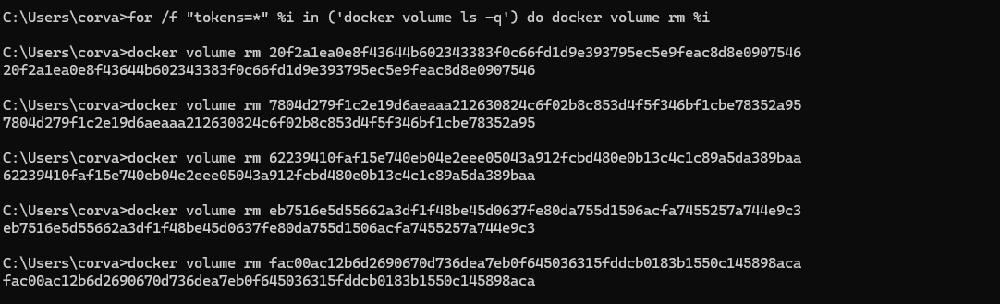 C:\Users\corva>for /f "tokens=*" %i in ('docker volume ls -q') do docker volume rm %i
C:\Users\corva>docker volume rm 20f2a1ea0e8f43644b602343383f0c66fd1d9e393795ec5e9feac8d8e0907546
20f2a1ea0e8f43644b602343383f0c66fd1d9e393795ec5e9feac8d8e0907546
C:\Users\corva>docker volume rm 7804d279f1c2e19d6aeaaa212630824c6f02b8c853d4f5f346bf1cbe78352a95
7804d279f1c2e19d6aeaaa212630824c6f02b8c853d4f5f346bf1cbe78352a95
C:\Users\corva>docker volume rm 62239410faf15e740eb04e2eee05043a912fcbd480e0b13c4c1c89a5da389baa
62239410faf15e740eb04e2eee05043a912fcbd480e0b13c4c1c89a5da389baa
C:\Users\corva>docker volume rm eb7516e5d55662a3df1f48be45d0637fe80da755d1506acfa7455257a744e9c3
eb7516e5d55662a3df1f48be45d0637fe80da755d1506acfa7455257a744e9c3
C:\Users\corva>docker volume rm fac00ac12b6d2690670d736dea7eb0f645036315fddcb0183b1550c145898aca
fac00ac12b6d2690670d736dea7eb0f645036315fddcb0183b1550c145898aca